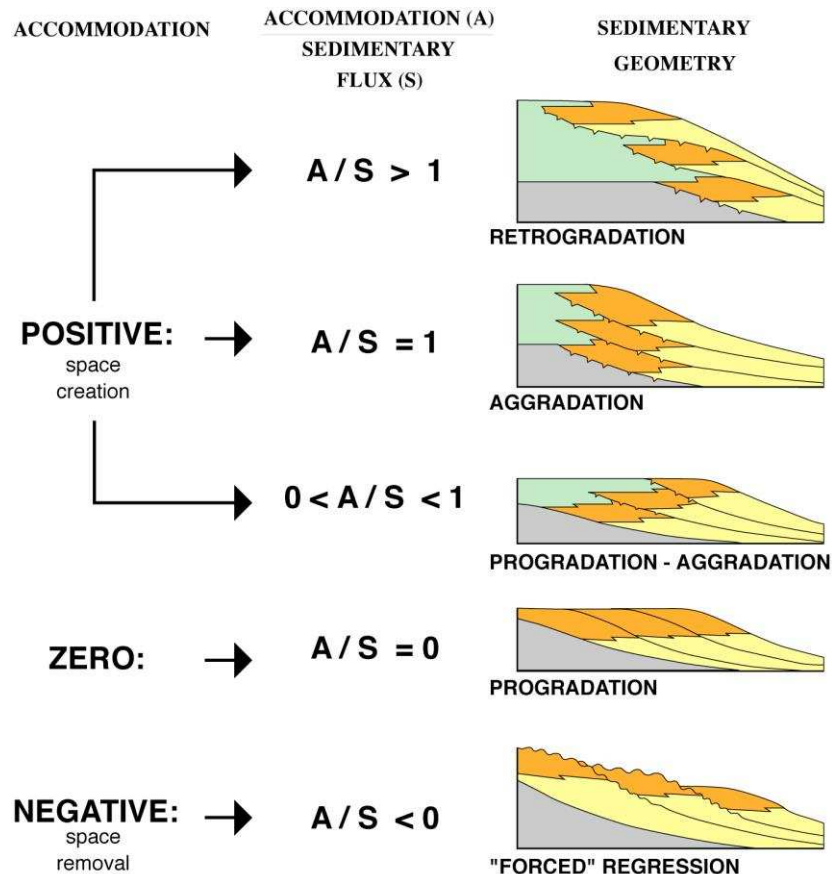 ACCOMMODATION
ACCOMMODATION (A)
SEDIMENTARY
FLUX (S)
SEDIMENTARY
GEOMETRY
A / S > 1
RETROGRADATION
POSITIVE:
space
creation
A / S = 1
AGGRADATION
0 < A / S < 1
PROGRADATION - AGGRADATION
ZERO:
A / S = 0
PROGRADATION
NEGATIVE:
space
removal
A / S < 0
"FORCED" REGRESSION